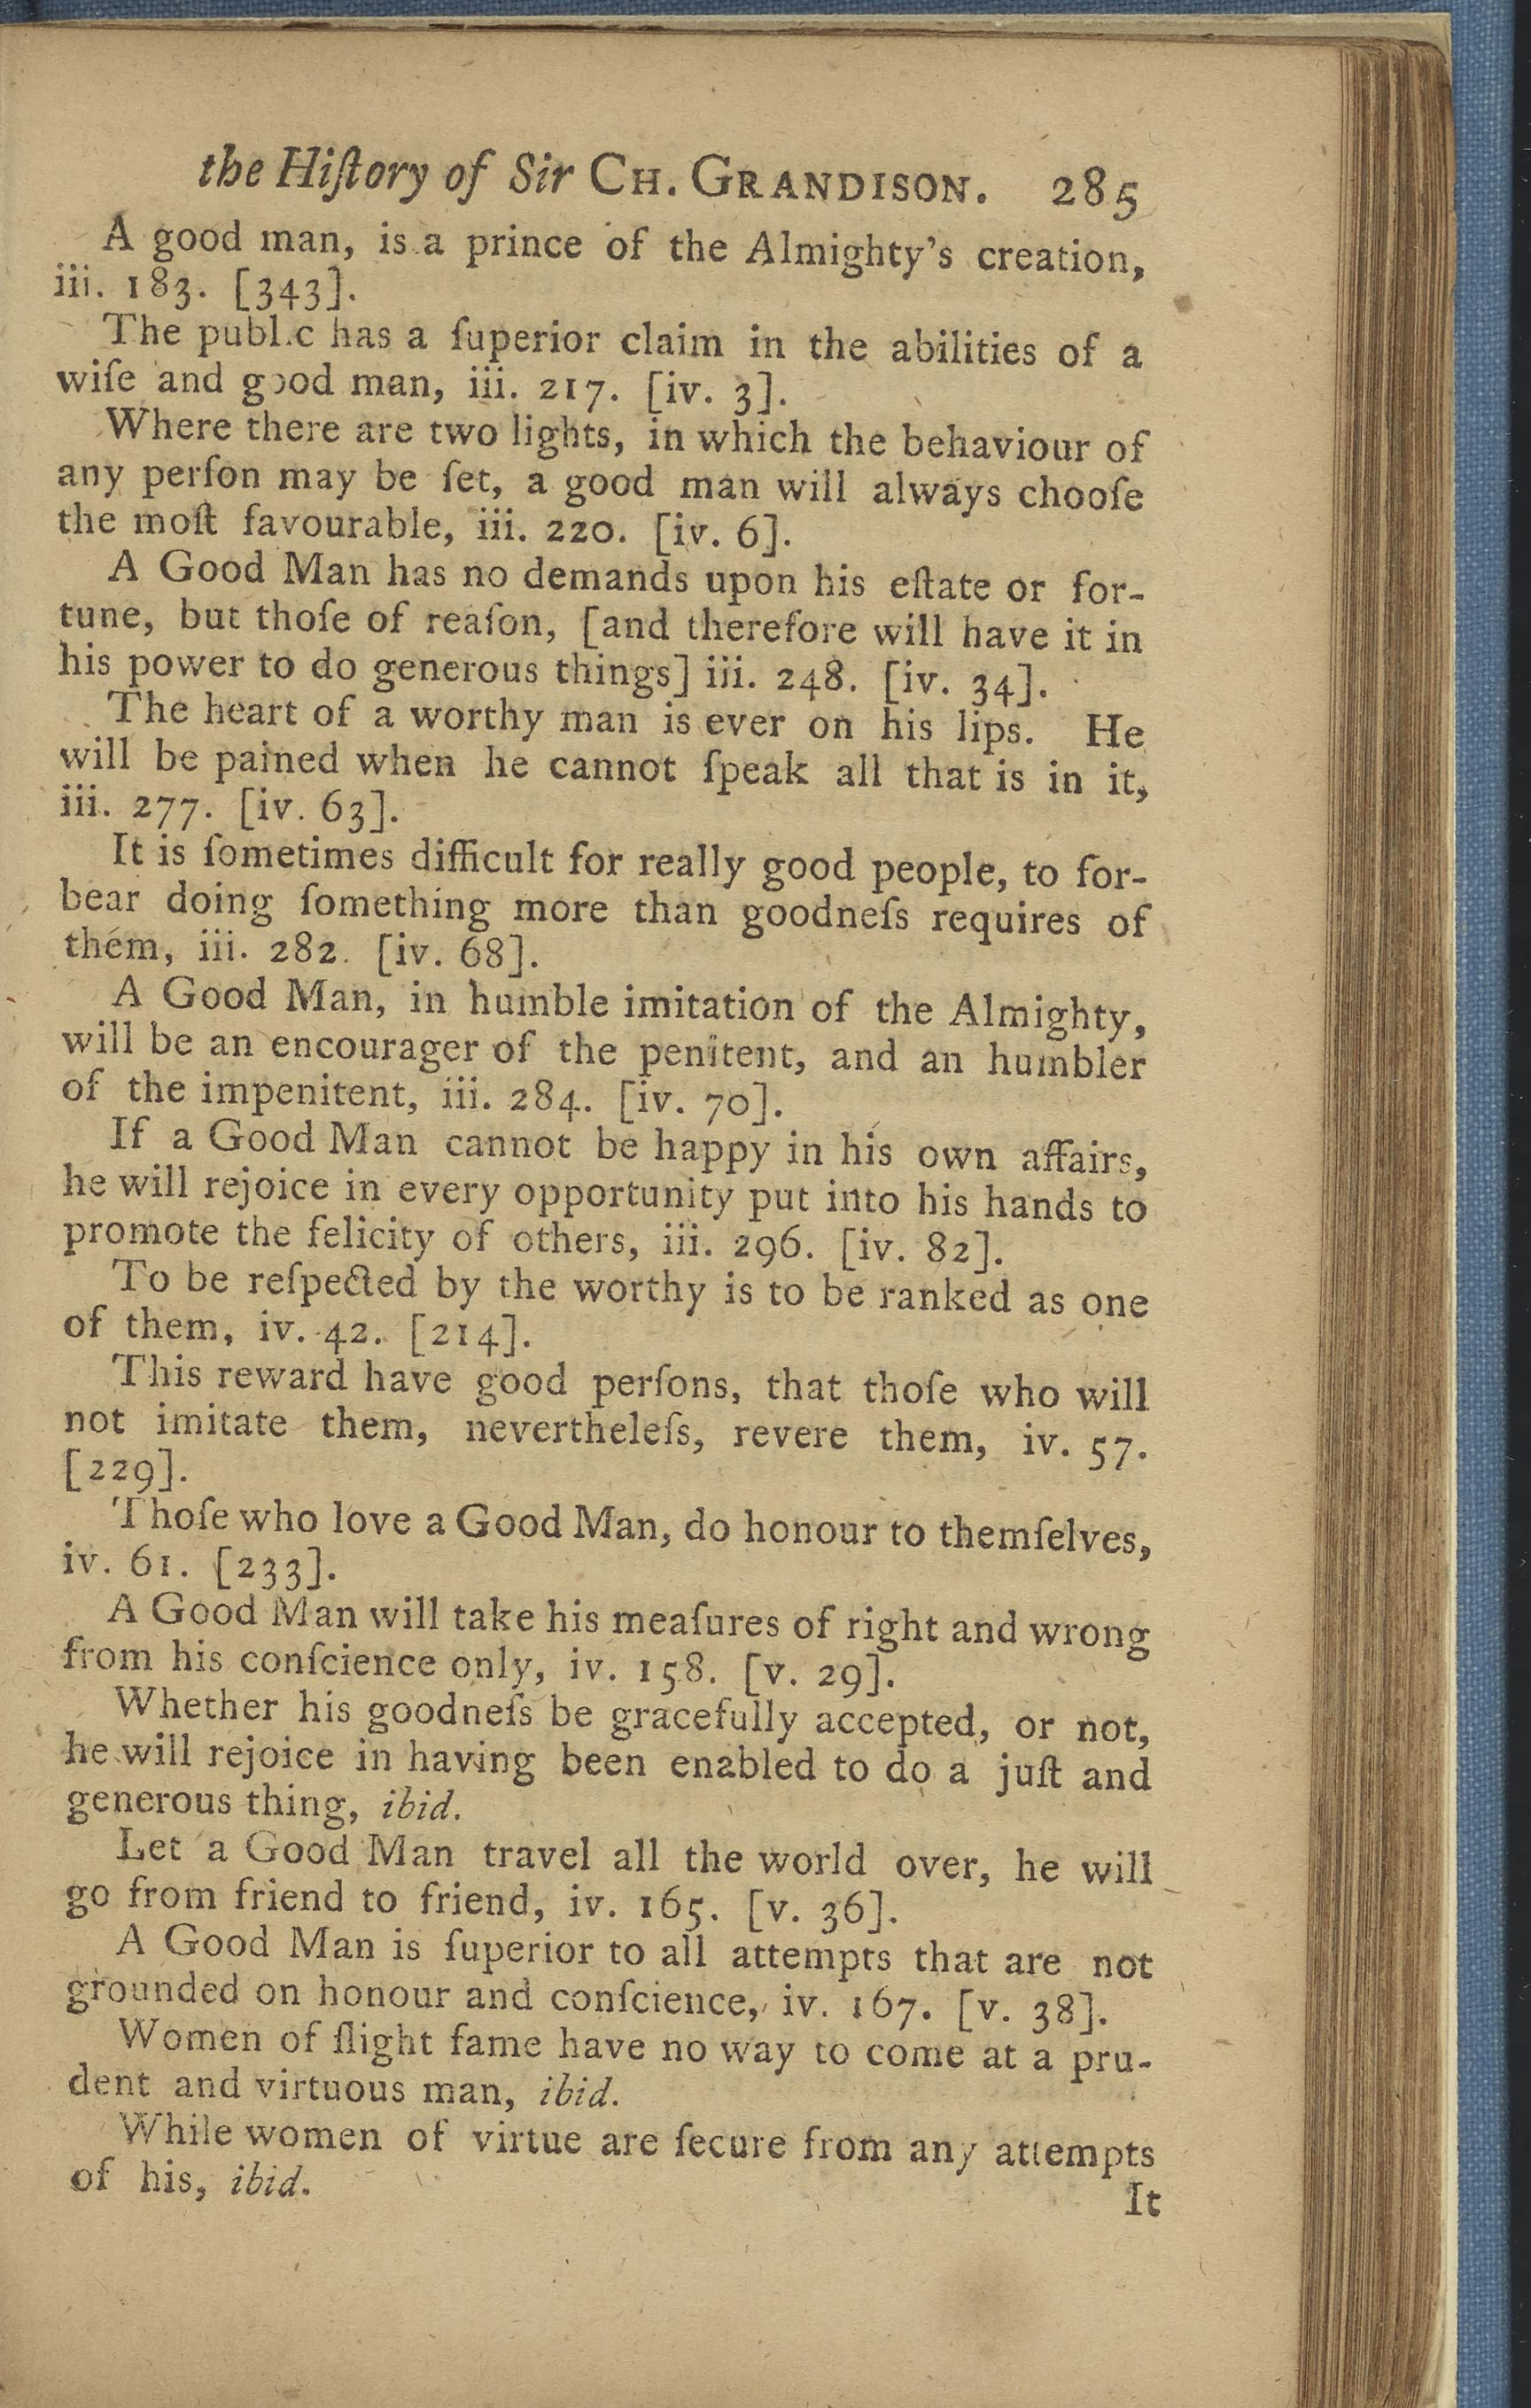 the Hiſtory of Sir CH. GRANDISON. 285
A good man, is a prince of the Almighty's creation,
iii. 183. [343].
The publ.c has a ſuperior claim in the abilities of a
wiſe and good man, iii. 217. [iv. 3].
Where there are two lights, in which the behaviour of
any perſon may be ſet, a good man will always chooſe
the moſt favourable, iii. 220. [iv. 6].
A Good Man has no demands upon his eſtate or for-
tune, but thoſe of reaſon, [and therefore will have it in
his power to do generous things] iii. 248. [iv. 34].
The heart of a worthy man is ever on his lips. He
will be pained when he cannot ſpeak all that is in it,
iii. 277. [iv. 63].
It is ſometimes difficult for really good people, to for-
bear doing ſomething more than goodneſs requires of
them, iii. 282. [iv. 68].
A Good Man, in humble imitation of the Almighty,
will be an encourager of the penitent, and an humbler
of the impenitent, iii. 284. [iv. 70].
If a Good Man cannot be happy in his own affairs,
he will rejoice in every opportunity put into his hands to
promote the felicity of others, iii. 296. [iv. 82].
To be reſpected by the worthy is to be ranked as one
of them, iv. 42. [214].
This reward have good perſons, that thoſe who will
not imitate them, nevertheleſs, revere them, iv. 57.
[229].
Thoſe who love a Good Man, do honour to themſelves,
iv. 61. [233].
A Good Man will take his meaſures of right and wrong
from his conſcience only, iv. 158. [v. 29].
Whether his goodneſs be gracefully accepted, or not,
he will rejoice in having been enabled to do a juſt and
generous thing, ibid.
Let a Good Man travel all the world over, he will
go from friend to friend, iv. 165. [v. 36].
A Good Man is ſuperior to all attempts that are not
grounded on honour and conſcience, iv. 167. [v. 38].
Women of ſlight fame have no way to come at a pru-
dent and virtuous man, ibid.
While women of virtue are ſecure from any attempts
of his, ibid.
It